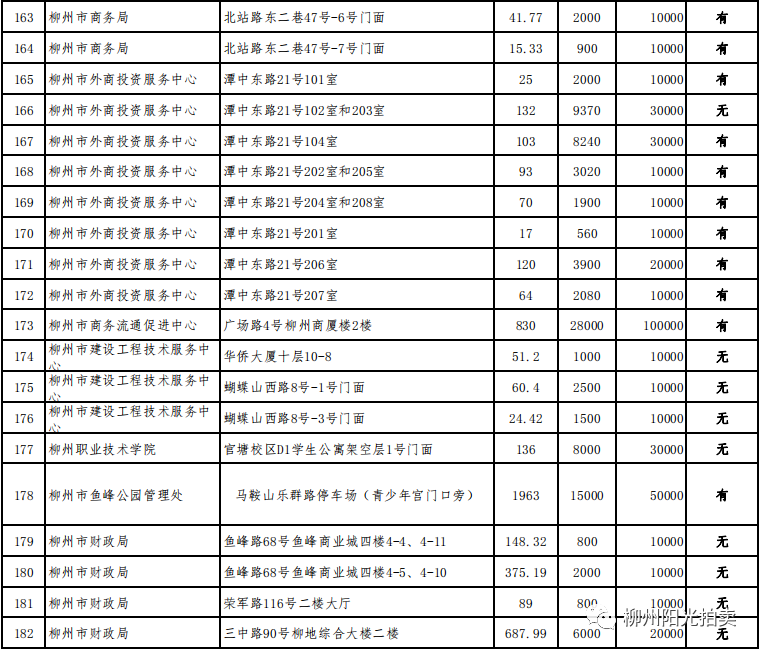 163 柳州市商务局 北站路东二巷47号-6号门面 41.77 2000 10000 有
164 柳州市商务局 北站路东二巷47号-7号门面 15.33 900 10000 有
165 柳州市外商投资服务中心 潭中东路21号101室 25 2000 10000 有
166 柳州市外商投资服务中心 潭中东路21号102室和203室 132 9370 30000 无
167 柳州市外商投资服务中心 潭中东路21号104室 103 8240 30000 有
168 柳州市外商投资服务中心 潭中东路21号202室和205室 93 3020 10000 有
169 柳州市外商投资服务中心 潭中东路21号204室和208室 70 1900 10000 有
170 柳州市外商投资服务中心 潭中东路21号201室 17 560 10000 有
171 柳州市外商投资服务中心 潭中东路21号206室 120 3900 20000 有
172 柳州市外商投资服务中心 潭中东路21号207室 64 2080 10000 有
173 柳州市商务流通促进中心 广场路4号柳州商厦楼2楼 830 28000 100000 有
174 柳州市建设工程技术服务中心 华侨大厦十层10-8 51.2 1000 10000 无
175 柳州市建设工程技术服务中心 蝴蝶山西路8号-1号门面 60.4 2500 10000 无
176 柳州市建设工程技术服务中心 蝴蝶山西路8号-3号门面 24.42 1500 10000 无
177 柳州职业技术学院 官塘校区D1学生公寓架空层1号门面 136 8000 30000 无
178 柳州市鱼峰公园管理处 马鞍山乐群路停车场（青少年宫门口旁） 1963 15000 50000 有
179 柳州市财政局 鱼峰路68号鱼峰商业城四楼4-4、4-11 148.32 800 10000 无
180 柳州市财政局 鱼峰路68号鱼峰商业城四楼4-5、4-10 375.19 2000 10000 无
181 柳州市财政局 荣军路116号二楼大厅 89 800 10000 无
182 柳州市财政局 三中路90号柳地综合大楼二楼 687.99 6000 20000 无
柳州阳光拍卖